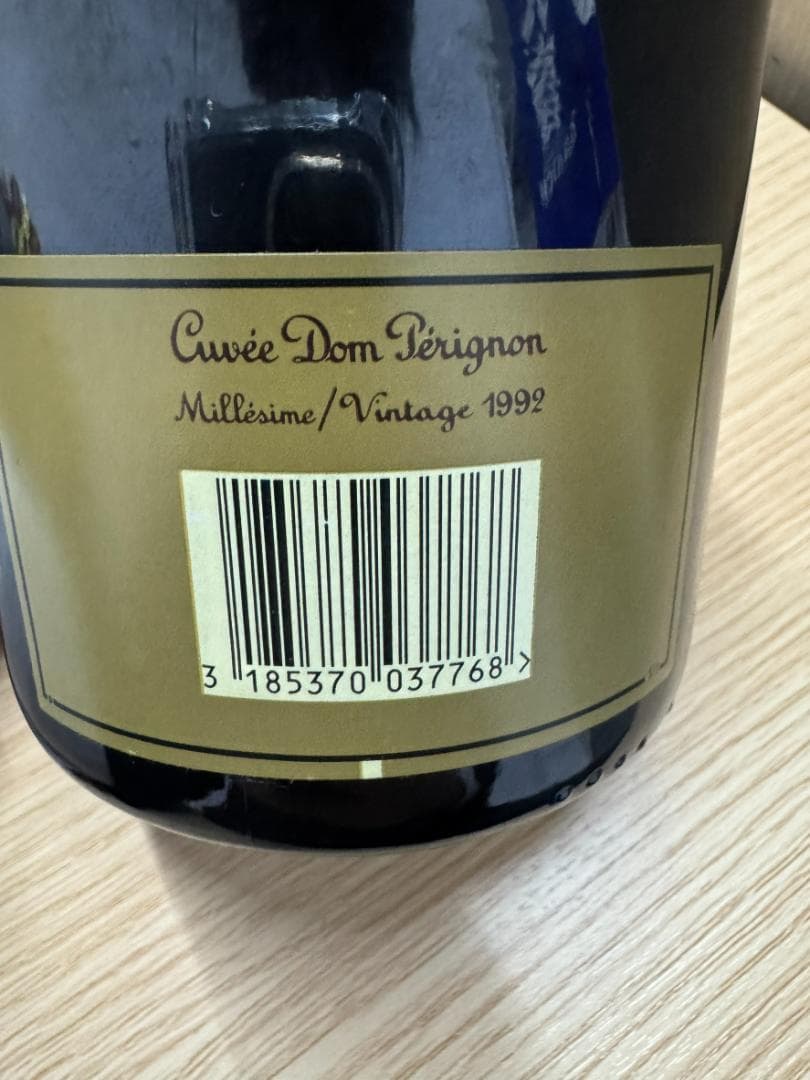 Cuvée Dom Pérignon
Millésime/Vintage 1992
3 185370 037768 >